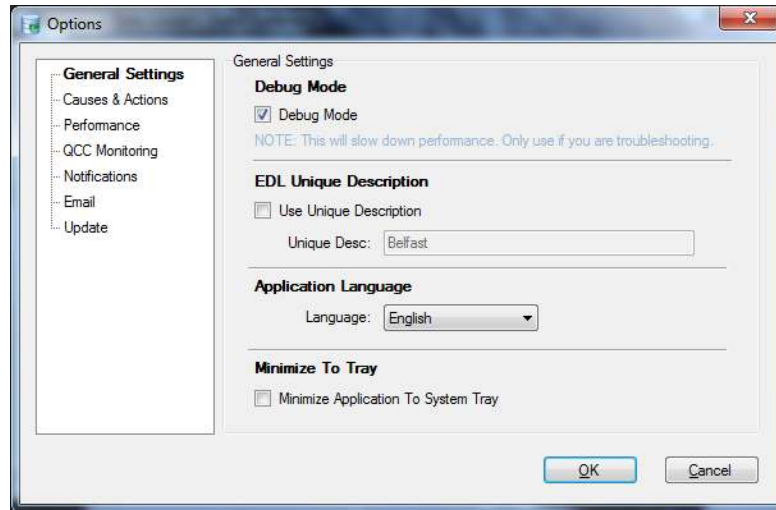 Options
General Settings
Causes & Actions
Performance
QCC Monitoring
Notifications
Email
Update
General Settings
Debug Mode
Debug Mode
NOTE: This will slow down performance. Only use if you are troubleshooting.
EDL Unique Description
Use Unique Description
Unique Desc: Belfast
Application Language
Language: English
Minimize To Tray
Minimize Application To System Tray
OK Cancel